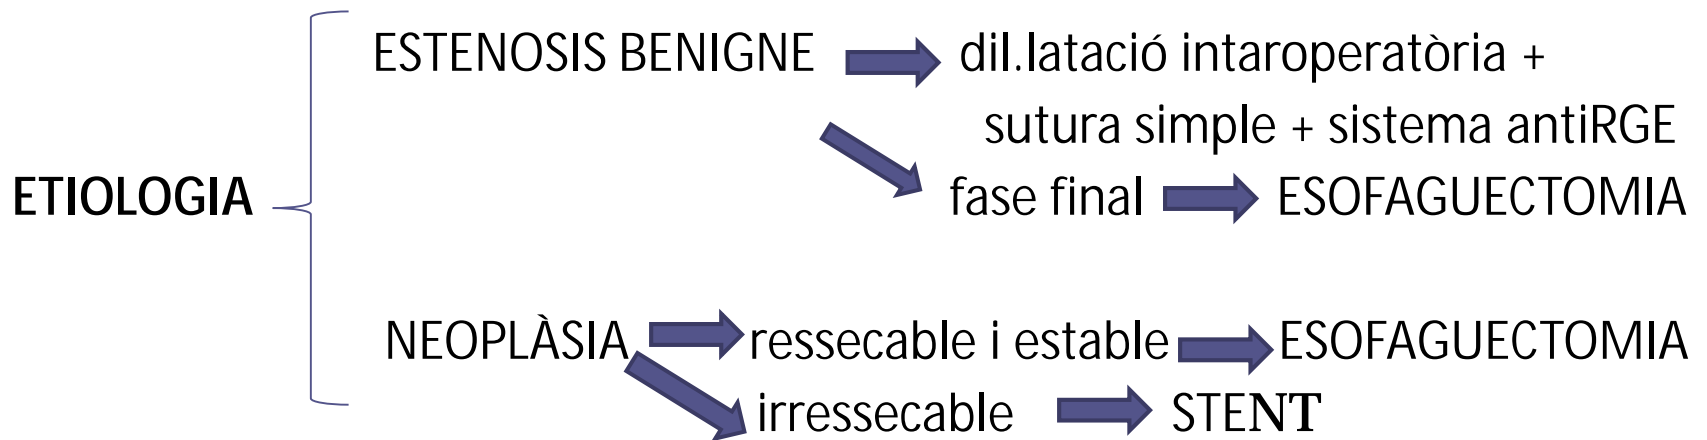 ESTENOSIS BENIGNE dil.latació intaroperatòria +
sutura simple + sistema antiRGE
ETIOLOGIA fase final ESOFAGUECTOMIA
NEOPLÀSIA ressecable i estable ESOFAGUECTOMIA
irressecable STENT